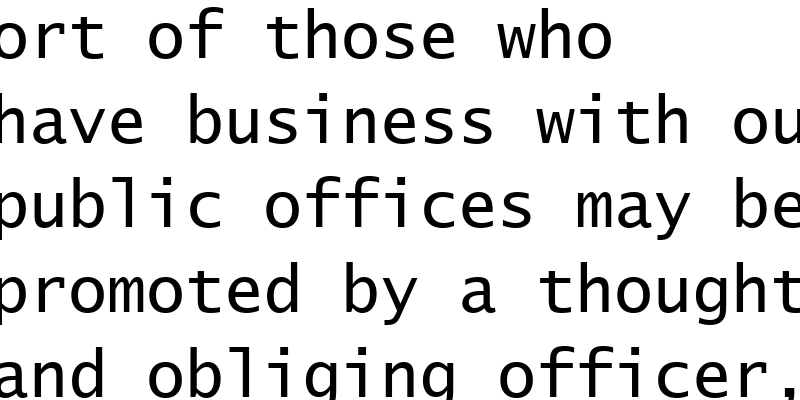 ort of those who
have business with ou
public offices may be
promoted by a thought
and obliging officer,